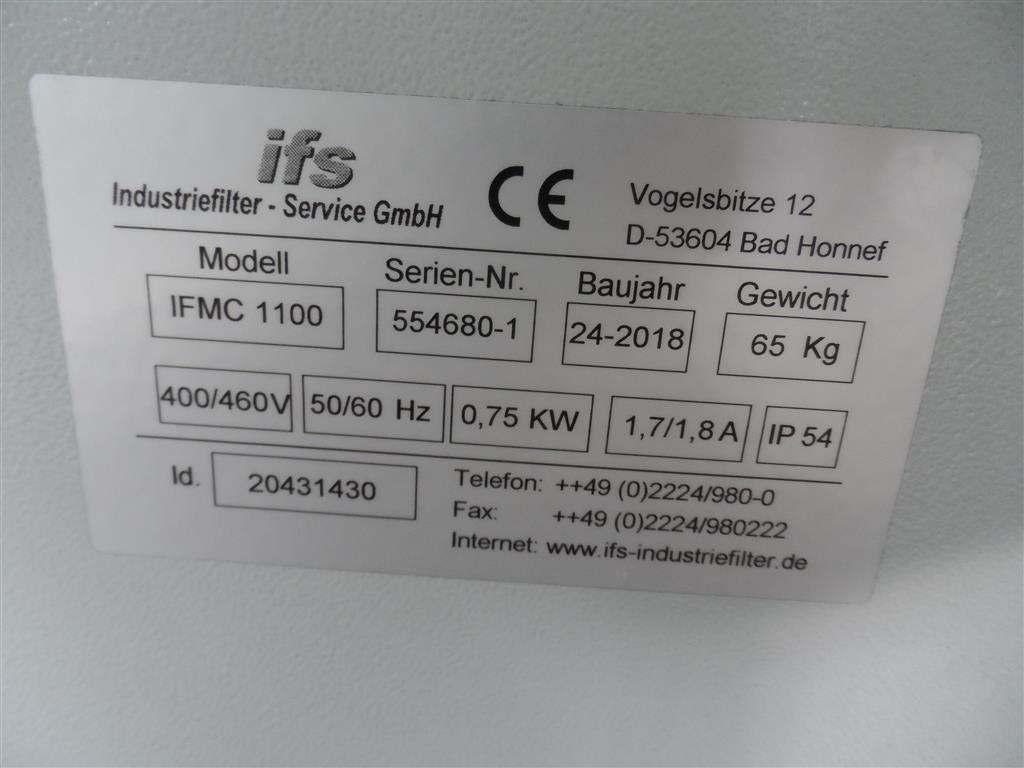 ifs
Industriefilter - Service GmbH
CE
Vogelsbitze 12
D-53604 Bad Honnef
Modell Serien-Nr. Baujahr Gewicht
IFMC 1100 554680-1 24-2018 65 Kg
400/460V 50/60 Hz 0,75 KW 1,7/1,8 A IP 54
Id. 20431430
Telefon: ++49 (0)2224/980-0
Fax: ++49 (0)2224/980222
Internet: www.ifs-industriefilter.de